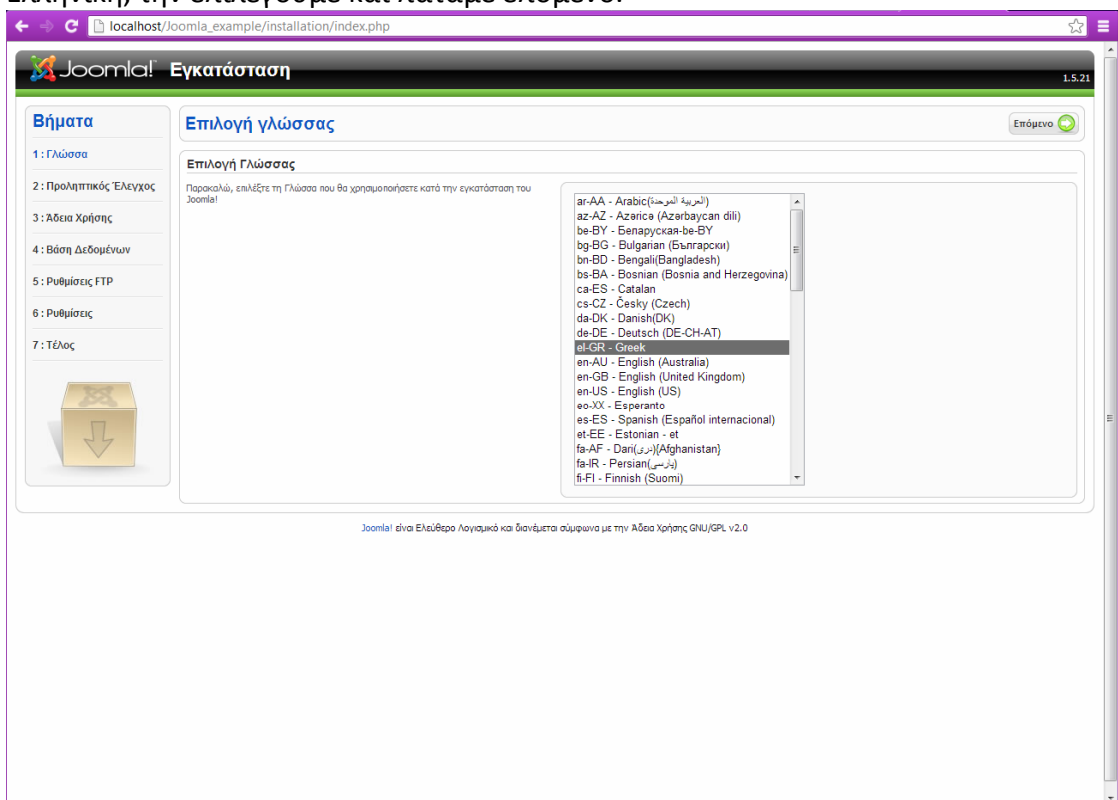 ελληνική, την επιλέγουμε και πατάμε επόμενο.
localhost/Joomla_example/installation/index.php
Joomla! Εγκατάσταση
1.5.21
Βήματα
1 : Γλώσσα
2 : Προληπτικός Έλεγχος
3 : Άδεια Χρήσης
4 : Βάση Δεδομένων
5 : Ρυθμίσεις FTP
6 : Ρυθμίσεις
7 : Τέλος
Επιλογή γλώσσας
Επόμενο
Επιλογή Γλώσσας
Παρακαλώ, επιλέξτε τη Γλώσσα που θα χρησιμοποιήσετε κατά την εγκατάσταση του
Joomla!
ar-AA - Arabic(العربية الموحدة)
az-AZ - Azəricə (Azərbaycan dili)
be-BY - Беларуская-be-BY
bg-BG - Bulgarian (Български)
bn-BD - Bengali(Bangladesh)
bs-BA - Bosnian (Bosnia and Herzegovina)
ca-ES - Catalan
cs-CZ - Česky (Czech)
da-DK - Danish(DK)
de-DE - Deutsch (DE-CH-AT)
el-GR - Greek
en-AU - English (Australia)
en-GB - English (United Kingdom)
en-US - English (US)
eo-XX - Esperanto
es-ES - Spanish (Español internacional)
et-EE - Estonian - et
fa-AF - Dari(دری){Afghanistan}
fa-IR - Persian(پارسی)
fi-FI - Finnish (Suomi)
Joomla! είναι Ελεύθερο Λογισμικό και διανέμεται σύμφωνα με την Άδεια Χρήσης GNU/GPL v2.0